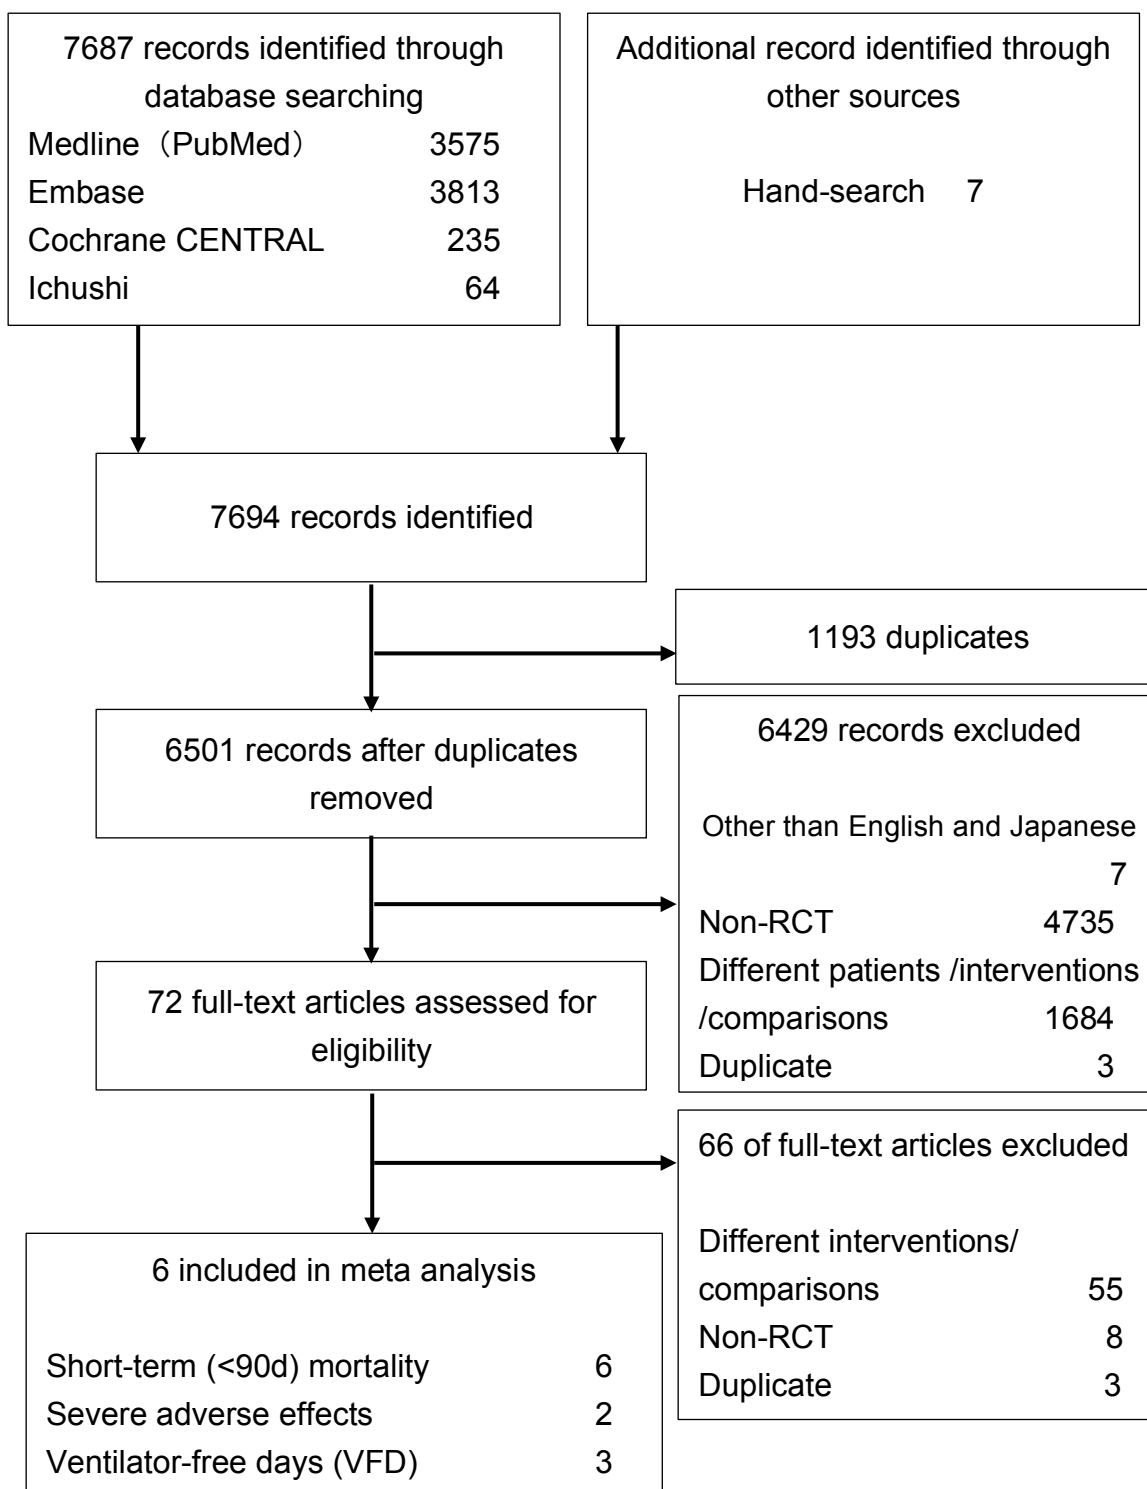 7687 records identified through
database searching
Medline（PubMed） 3575
Embase 3813
Cochrane CENTRAL 235
Ichushi 64
Additional record identified through
other sources
Hand-search 7
7694 records identified
1193 duplicates
6501 records after duplicates
removed
6429 records excluded
Other than English and Japanese
7
Non-RCT 4735
Different patients /interventions
/comparisons 1684
Duplicate 3
72 full-text articles assessed for
eligibility
66 of full-text articles excluded
Different interventions/
comparisons 55
Non-RCT 8
Duplicate 3
6 included in meta analysis
Short-term (<90d) mortality 6
Severe adverse effects 2
Ventilator-free days (VFD) 3